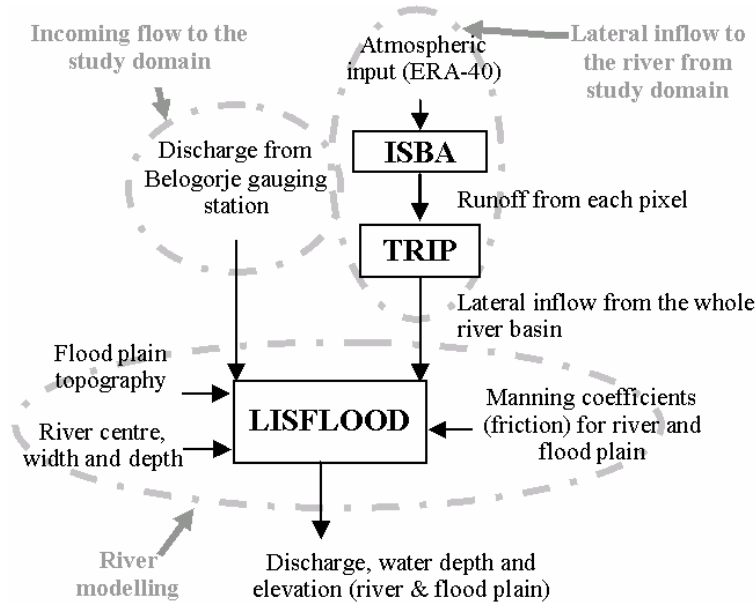 Incoming flow to the
study domain
Lateral inflow to
the river from
study domain
Atmospheric
input (ERA-40)
Discharge from
Belogorje gauging
station
ISBA
Runoff from each pixel
TRIP
Lateral inflow from the whole
river basin
Flood plain
topography
LISFLOOD
Manning coefficients
(friction) for river and
flood plain
River centre,
width and depth
River
modelling
Discharge, water depth and
elevation (river & flood plain)